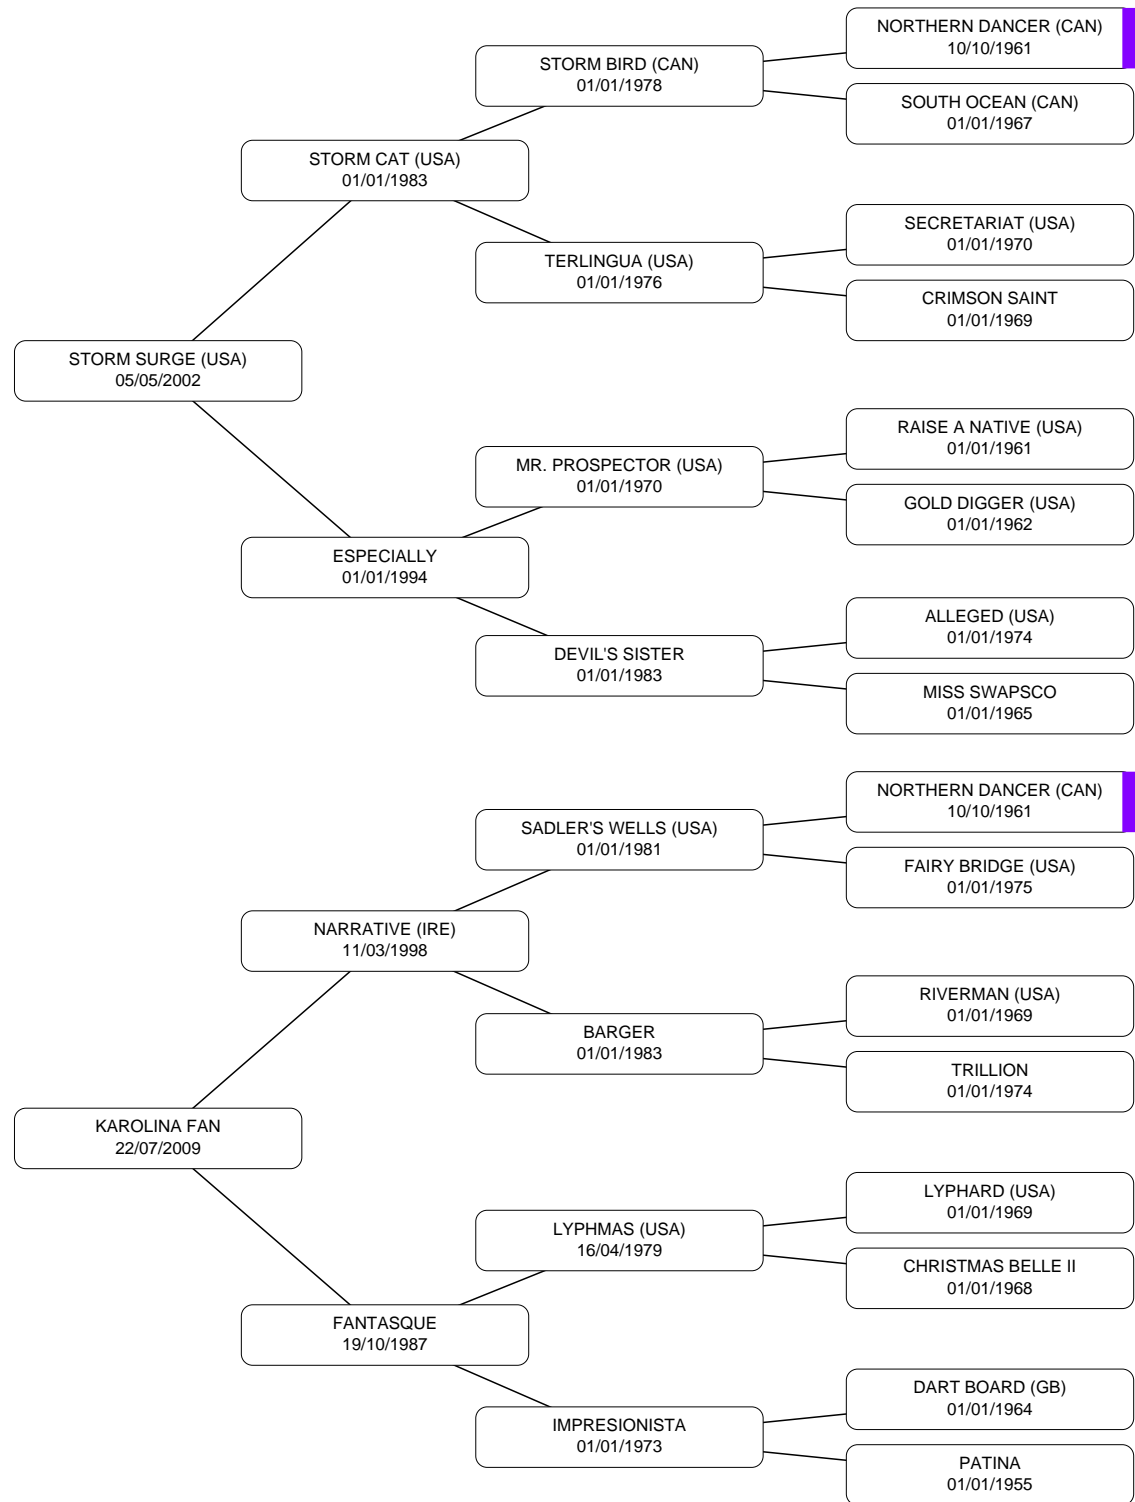 NORTHERN DANCER (CAN)
10/10/1961
STORM BIRD (CAN)
01/01/1978
SOUTH OCEAN (CAN)
01/01/1967
STORM CAT (USA)
01/01/1983
SECRETARIAT (USA)
01/01/1970
TERLINGUA (USA)
01/01/1976
CRIMSON SAINT
01/01/1969
STORM SURGE (USA)
05/05/2002
RAISE A NATIVE (USA)
01/01/1961
MR. PROSPECTOR (USA)
01/01/1970
GOLD DIGGER (USA)
01/01/1962
ESPECIALLY
01/01/1994
ALLEGED (USA)
01/01/1974
DEVIL'S SISTER
01/01/1983
MISS SWAPSCO
01/01/1965
NORTHERN DANCER (CAN)
10/10/1961
SADLER'S WELLS (USA)
01/01/1981
FAIRY BRIDGE (USA)
01/01/1975
NARRATIVE (IRE)
11/03/1998
RIVERMAN (USA)
01/01/1969
BARGER
01/01/1983
TRILLION
01/01/1974
KAROLINA FAN
22/07/2009
LYPHARD (USA)
01/01/1969
LYPHMAS (USA)
16/04/1979
CHRISTMAS BELLE II
01/01/1968
FANTASQUE
19/10/1987
DART BOARD (GB)
01/01/1964
IMPRESIONISTA
01/01/1973
PATINA
01/01/1955